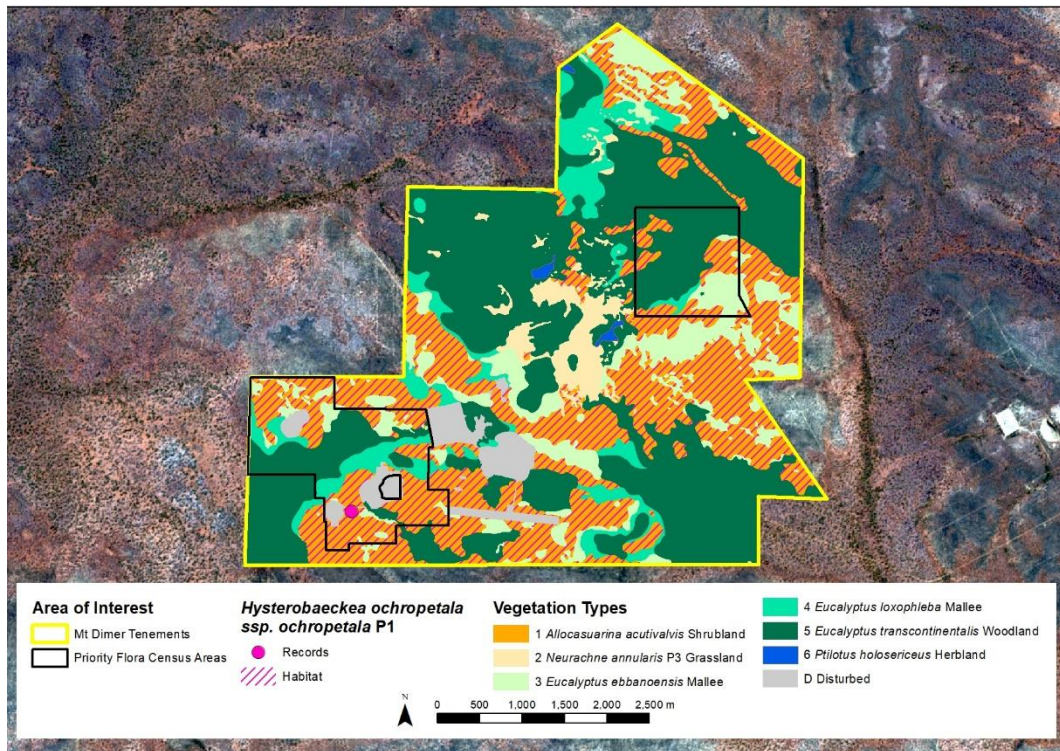 Area of Interest
Mt Dimer Tenements
Priority Flora Census Areas
Hysterobaeckea ochropetala
ssp. ochropetala P1
Records
Habitat
Vegetation Types
1 Allocasuarina acutivalvis Shrubland
2 Neurachne annularis P3 Grassland
3 Eucalyptus ebbanoensis Mallee
4 Eucalyptus loxophleba Mallee
5 Eucalyptus transcontinentalis Woodland
6 Ptilotus holosericeus Herbland
D Disturbed
N
0 500 1,000 1,500 2,000 2,500 m